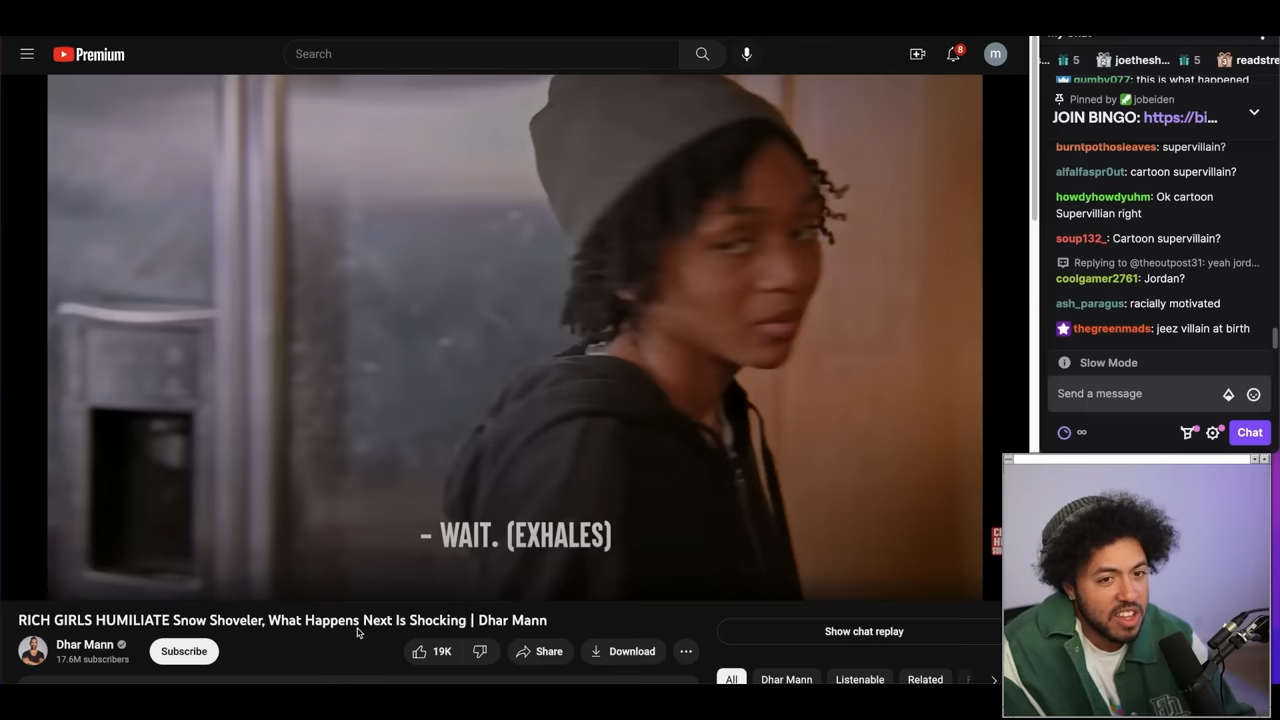 Premium
Search
8
m
- WAIT. (EXHALES)
RICH GIRLS HUMILIATE Snow Shoveler, What Happens Next Is Shocking | Dhar Mann
Dhar Mann
17.6M subscribers
Subscribe
19K
Share
Download
Show chat replay
All
Dhar Mann
Listenable
Related
... 5 joethesh... 5 readstre
gumby077: this is what happened
Pinned by jobeiden
JOIN BINGO: https://bi...
burntpothosleaves: supervillain?
alfalfaspr0ut: cartoon supervillain?
howdyhowdyuhm: Ok cartoon
Supervillian right
soup132_: Cartoon supervillain?
Replying to @theoutpost31: yeah jord...
coolgamer2761: Jordan?
ash_paragus: racially motivated
thegreenmads: jeez villain at birth
Slow Mode
Send a message
∞
Chat